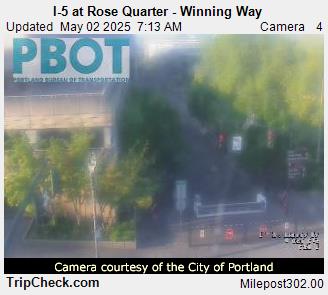 I-5 at Rose Quarter - Winning Way
Updated May 02 2025 7:13 AM Camera 4
PBOT
PORTLAND BUREAU OF TRANSPORTATION
Camera courtesy of the City of Portland
TripCheck.com Milepost302.00